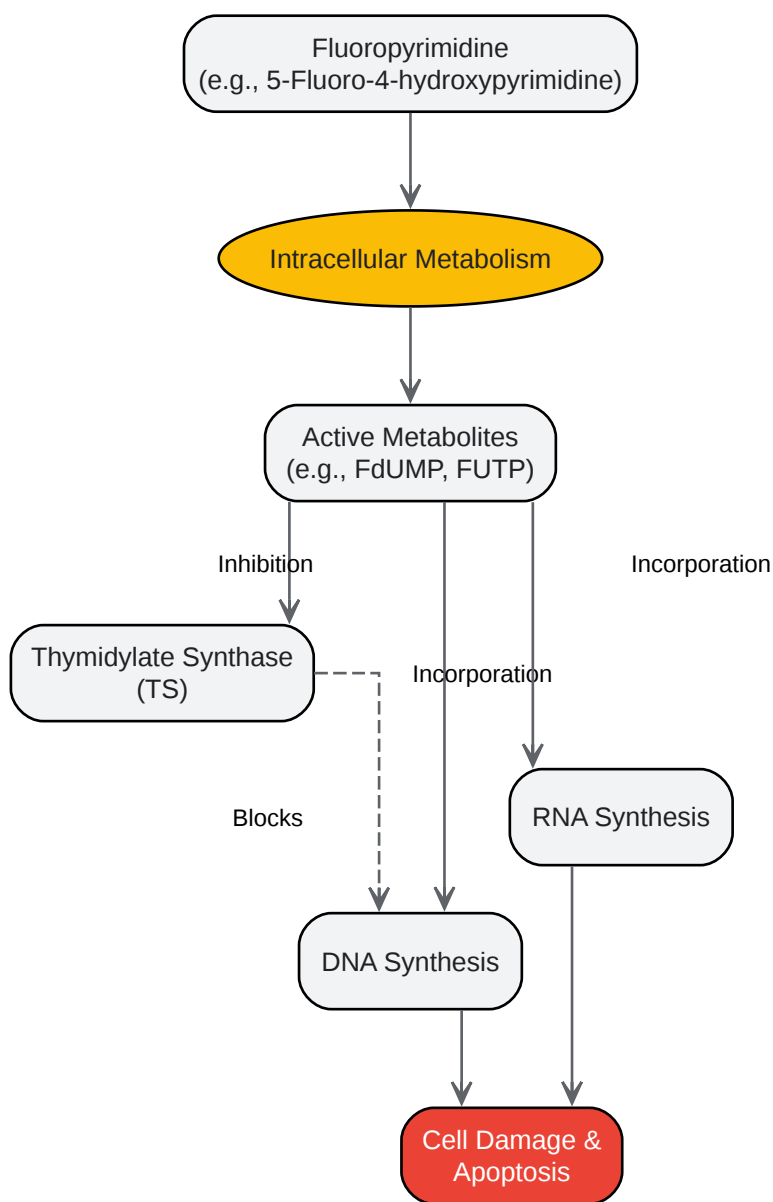 Fluoropyrimidine
(e.g., 5-Fluoro-4-hydroxypyrimidine)
Intracellular Metabolism
Active Metabolites
(e.g., FdUMP, FUTP)
Inhibition
Incorporation
Thymidylate Synthase
(TS)
Incorporation
Blocks
RNA Synthesis
DNA Synthesis
Cell Damage &
Apoptosis